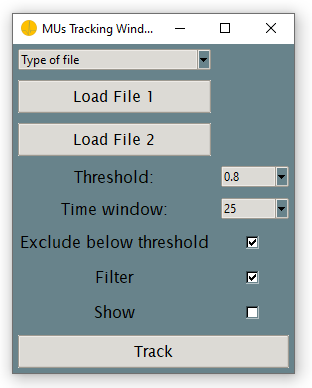 MUs Tracking Wind...
Type of file
Load File 1
Load File 2
Threshold: 0.8
Time window: 25
Exclude below threshold
Filter
Show
Track